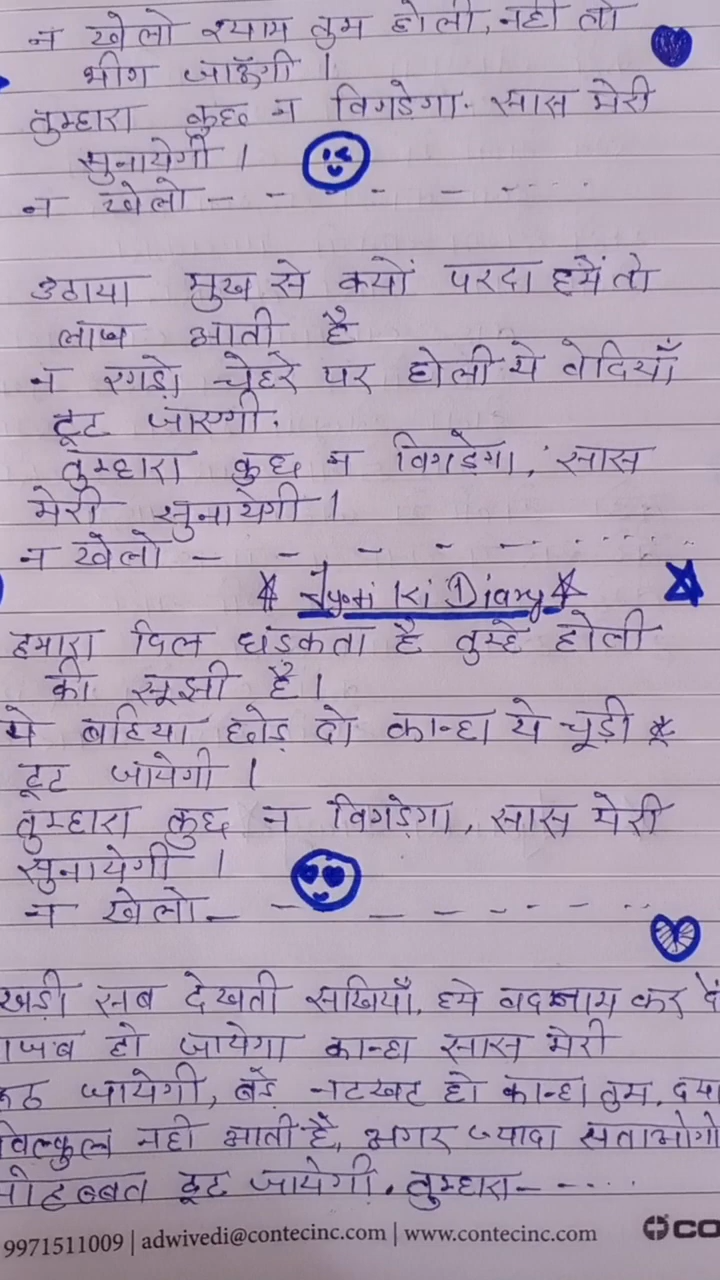 न खेलो श्याम तुम होली, नही तो
भीग जाऊँगी ।
तुम्हारा कुछ न विगड़ेगा. सास मेरी
सुनायेगी ।
न खेलो - - - - - - - - -
उठाया मुख से क्यों परदा हमें तो
लाज आती है
न रगड़ो चेहरे पर होली ये वेदियाँ
टूट जाएगी.
तुम्हारा कुछ न विगड़ेगा, सास
मेरी सुनायेगी ।
न खेलो - - - - - - - - -
Jyoti Ki Diary
हमारा दिल धड़कता है तुम्हे होली
की सूझी है ।
ये बहिया छोड़ दो कान्हा ये चूड़ी
टूट जायेगी ।
तुम्हारा कुछ न विगड़ेगा, सास मेरी
सुनायेगी ।
न खेलो - - - - - - - - -
खड़ी सब देखती सखियाँ, हमे बदनाम कर दें
गजब हो जायेगा कान्हा सास मेरी
रूठ जायेगी, बड़े नटखट हो कान्हा तुम, दया
विल्कुल नही आती है, अगर ज्यादा सताओगे
मोहब्बत टूट जायेगी. तुम्हारा - - - - . . .
9971511009 | adwivedi@contecinc.com | www.contecinc.com CO